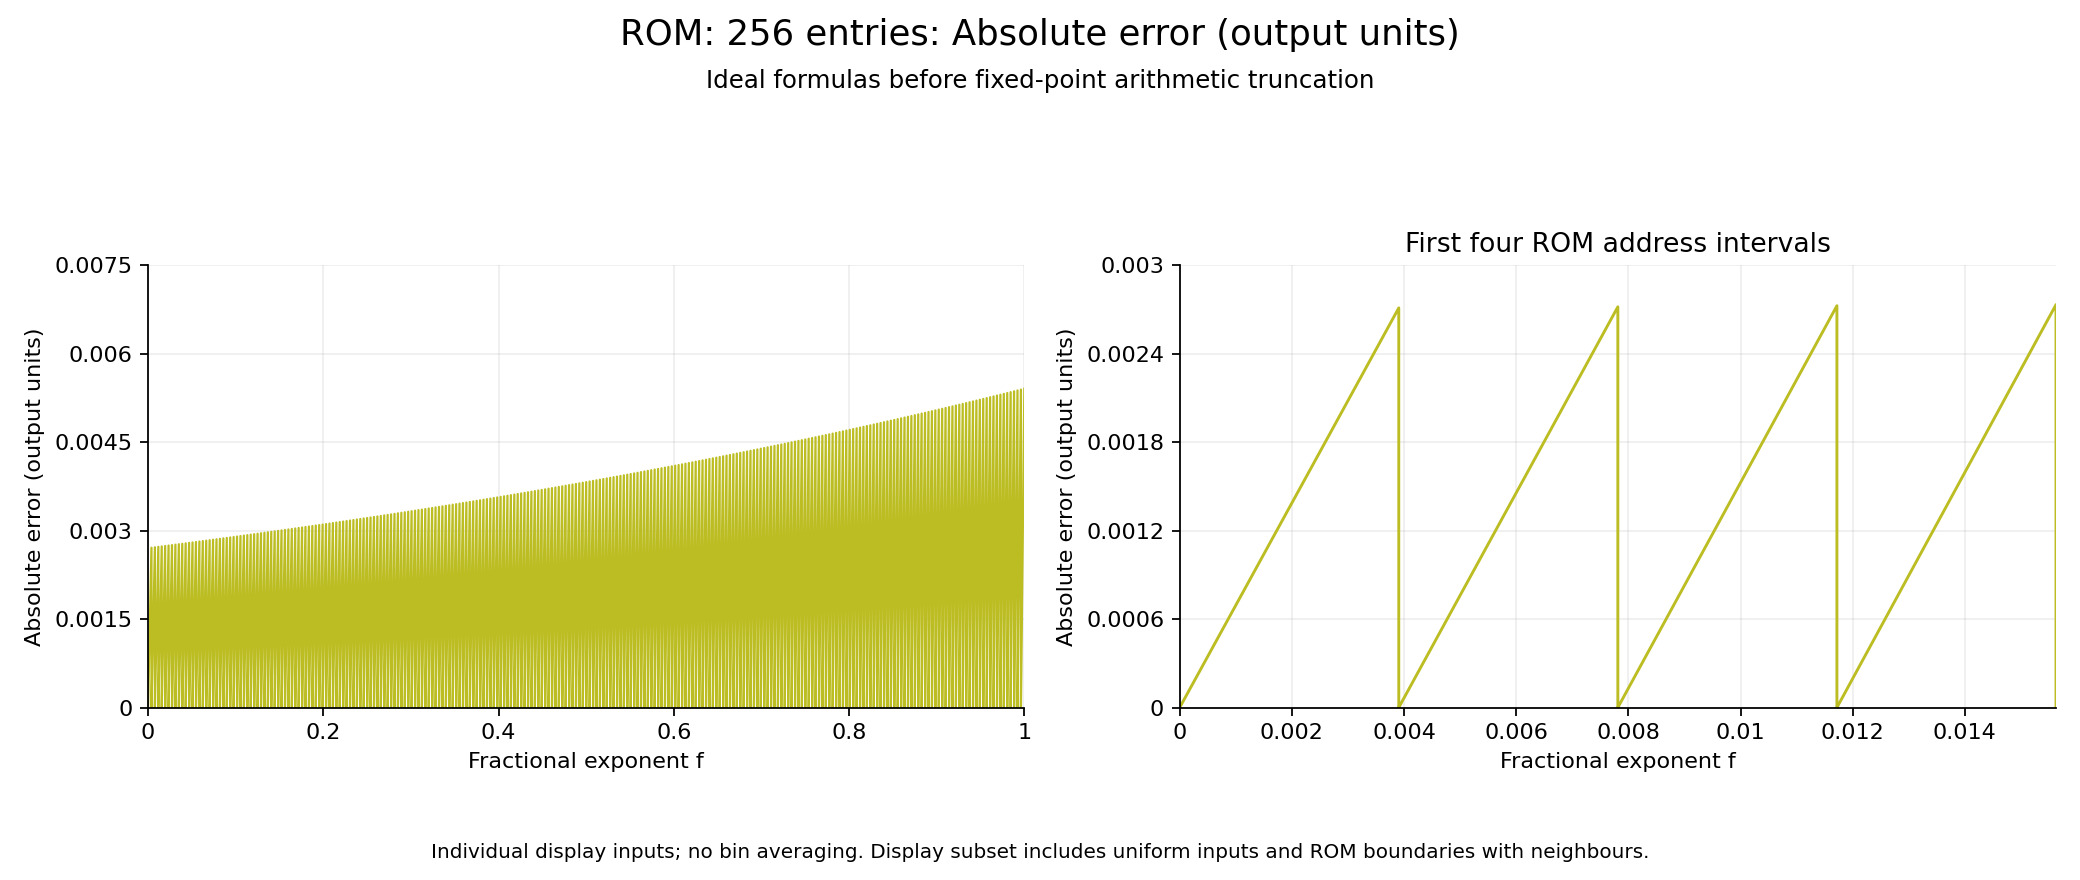 ROM: 256 entries: Absolute error (output units)
Ideal formulas before fixed-point arithmetic truncation
Absolute error (output units)
0.0075
0.006
0.0045
0.003
0.0015
0
0 0.2 0.4 0.6 0.8 1
Fractional exponent f
First four ROM address intervals
Absolute error (output units)
0.003
0.0024
0.0018
0.0012
0.0006
0
0 0.002 0.004 0.006 0.008 0.01 0.012 0.014
Fractional exponent f
Individual display inputs; no bin averaging. Display subset includes uniform inputs and ROM boundaries with neighbours.